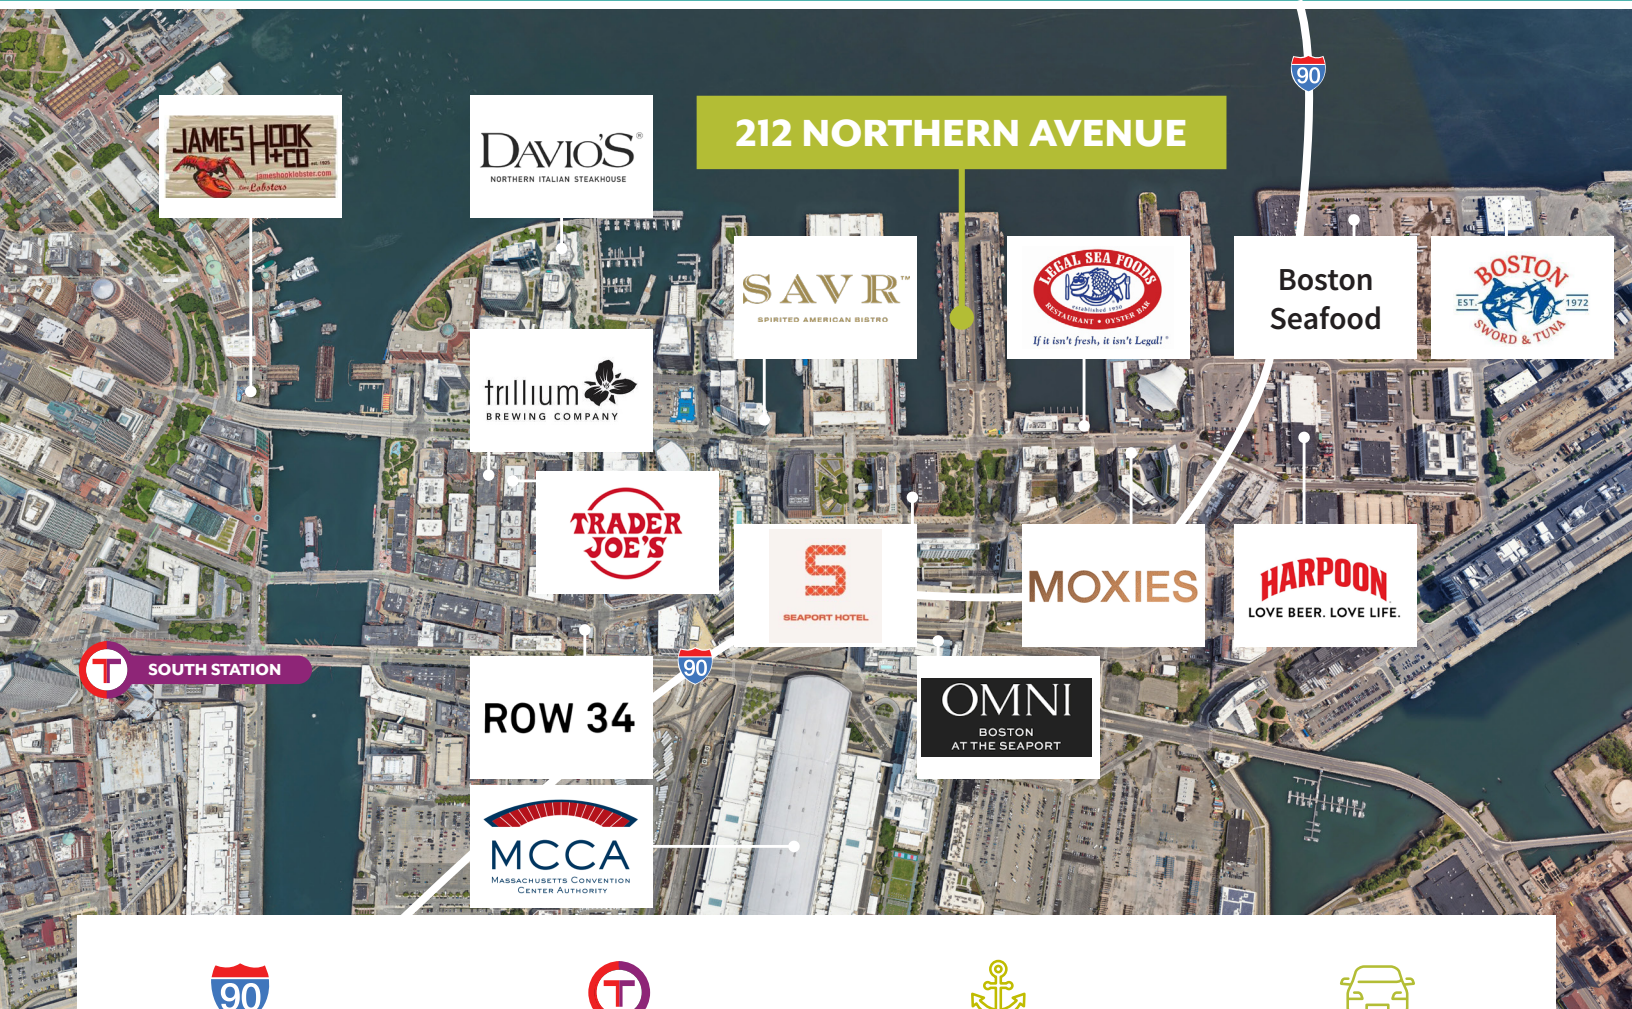 90
JAMES HOOK
+CO
EST. 1925
jameshooklobster.com
Live Lobsters
DAVIO'S®
NORTHERN ITALIAN STEAKHOUSE
212 NORTHERN AVENUE
SAVR™
SPIRITED AMERICAN BISTRO
LEGAL SEA FOODS
established 1950
RESTAURANT • OYSTER BAR
If it isn't fresh, it isn't Legal!®
Boston
Seafood
BOSTON
EST. 1972
SWORD & TUNA
trillium
BREWING COMPANY
TRADER
JOE'S
S
SEAPORT HOTEL
MOXIES
HARPOON
LOVE BEER. LOVE LIFE.
T SOUTH STATION
90
ROW 34
OMNI
BOSTON
AT THE SEAPORT
MCCA
MASSACHUSETTS CONVENTION
CENTER AUTHORITY
90
T